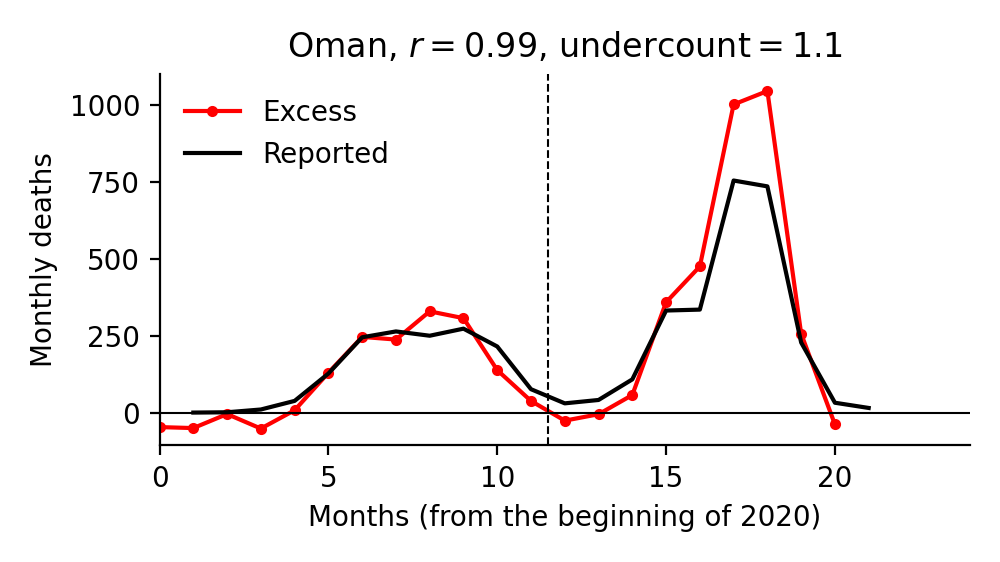 Oman, r = 0.99, undercount = 1.1
Excess
Reported
Monthly deaths
1000
750
500
250
0
0 5 10 15 20
Months (from the beginning of 2020)